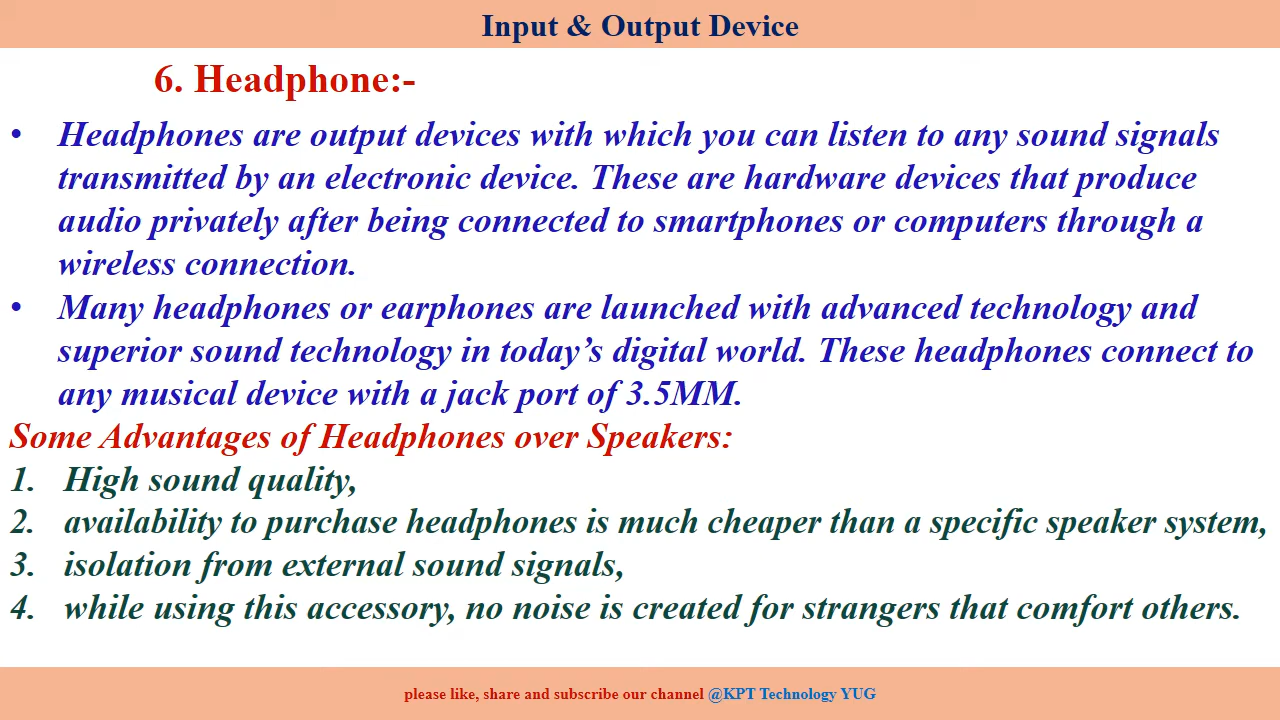 Input & Output Device
6. Headphone:-
• Headphones are output devices with which you can listen to any sound signals
transmitted by an electronic device. These are hardware devices that produce
audio privately after being connected to smartphones or computers through a
wireless connection.
• Many headphones or earphones are launched with advanced technology and
superior sound technology in today’s digital world. These headphones connect to
any musical device with a jack port of 3.5MM.
Some Advantages of Headphones over Speakers:
1. High sound quality,
2. availability to purchase headphones is much cheaper than a specific speaker system,
3. isolation from external sound signals,
4. while using this accessory, no noise is created for strangers that comfort others.
please like, share and subscribe our channel @KPT Technology YUG